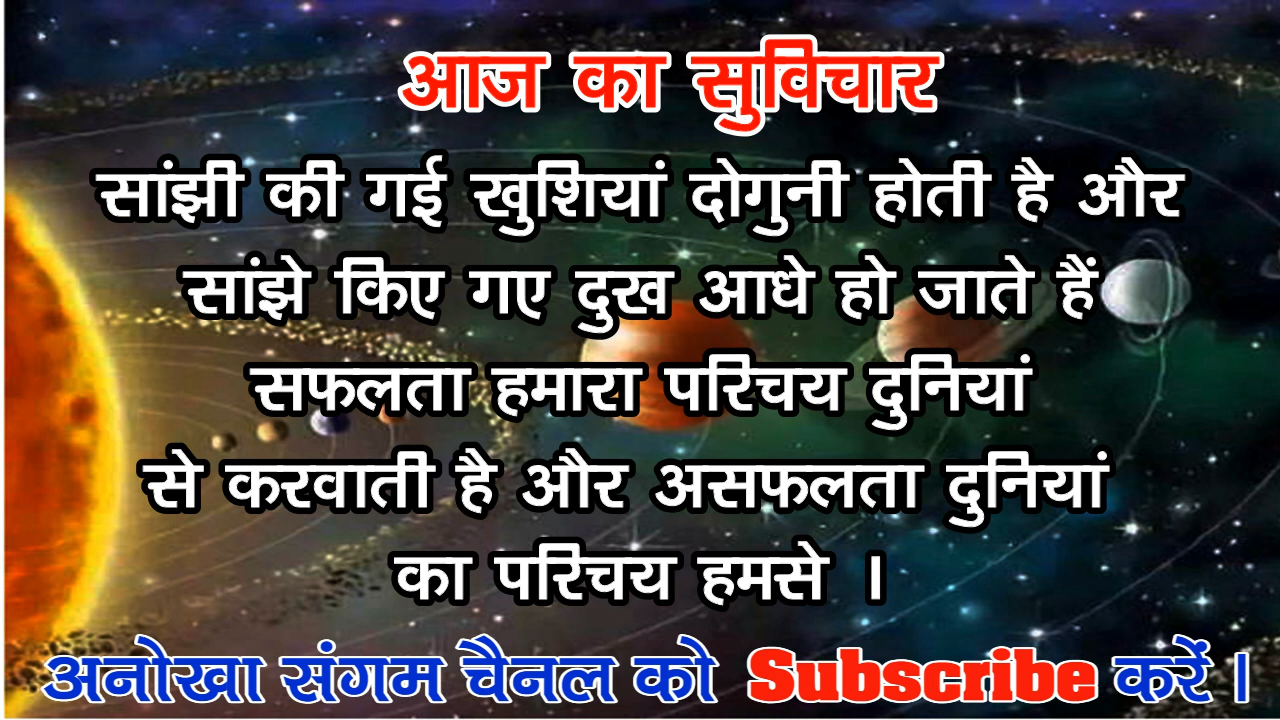 आज का सुविचार
सांझी की गई खुशियां दोगुनी होती है और
सांझे किए गए दुख आधे हो जाते हैं
सफलता हमारा परिचय दुनियां
से करवाती है और असफलता दुनियां
का परिचय हमसे ।
अनोखा संगम चैनल को Subscribe करें ।